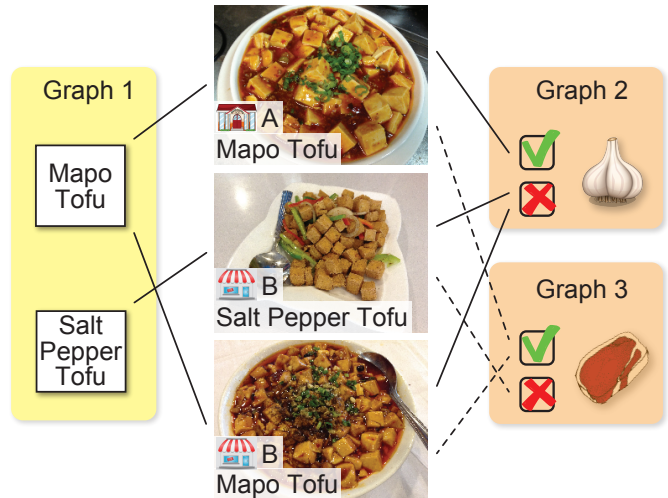 Graph 1
Mapo
Tofu
Salt
Pepper
Tofu
A
Mapo Tofu
B
Salt Pepper Tofu
B
Mapo Tofu
Graph 2
Graph 3